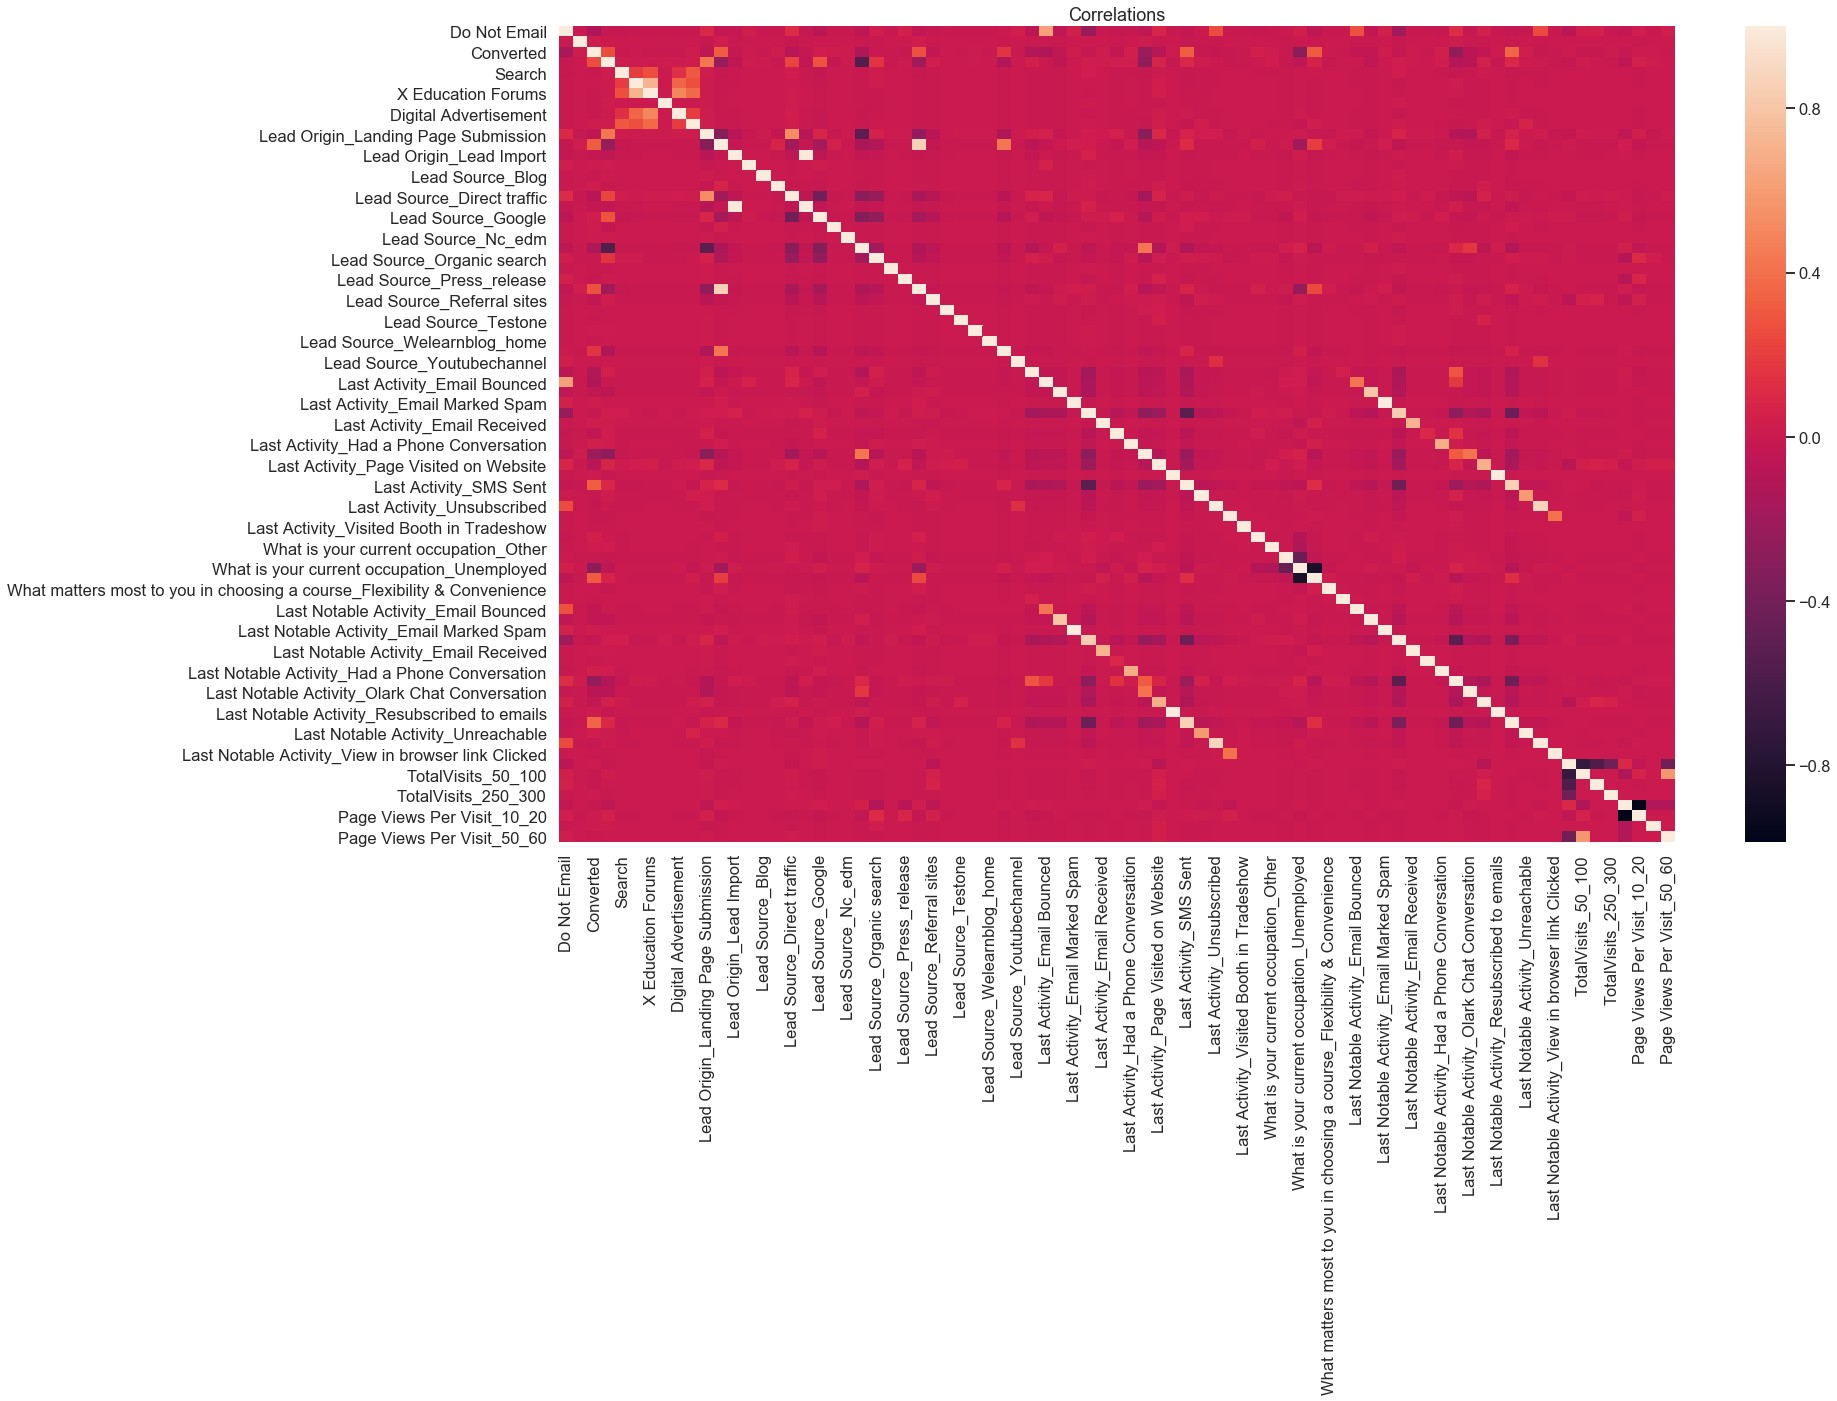 Correlations
Do Not Email
Converted
Search
X Education Forums
Digital Advertisement
Lead Origin_Landing Page Submission
Lead Origin_Lead Import
Lead Source_Blog
Lead Source_Direct traffic
Lead Source_Google
Lead Source_Nc_edm
Lead Source_Organic search
Lead Source_Press_release
Lead Source_Referral sites
Lead Source_Testone
Lead Source_Welearnblog_home
Lead Source_Youtubechannel
Last Activity_Email Bounced
Last Activity_Email Marked Spam
Last Activity_Email Received
Last Activity_Had a Phone Conversation
Last Activity_Page Visited on Website
Last Activity_SMS Sent
Last Activity_Unsubscribed
Last Activity_Visited Booth in Tradeshow
What is your current occupation_Other
What is your current occupation_Unemployed
What matters most to you in choosing a course_Flexibility & Convenience
Last Notable Activity_Email Bounced
Last Notable Activity_Email Marked Spam
Last Notable Activity_Email Received
Last Notable Activity_Had a Phone Conversation
Last Notable Activity_Olark Chat Conversation
Last Notable Activity_Resubscribed to emails
Last Notable Activity_Unreachable
Last Notable Activity_View in browser link Clicked
TotalVisits_50_100
TotalVisits_250_300
Page Views Per Visit_10_20
Page Views Per Visit_50_60
Do Not Email
Converted
Search
X Education Forums
Digital Advertisement
Lead Origin_Landing Page Submission
Lead Origin_Lead Import
Lead Source_Blog
Lead Source_Direct traffic
Lead Source_Google
Lead Source_Nc_edm
Lead Source_Organic search
Lead Source_Press_release
Lead Source_Referral sites
Lead Source_Testone
Lead Source_Welearnblog_home
Lead Source_Youtubechannel
Last Activity_Email Bounced
Last Activity_Email Marked Spam
Last Activity_Email Received
Last Activity_Had a Phone Conversation
Last Activity_Page Visited on Website
Last Activity_SMS Sent
Last Activity_Unsubscribed
Last Activity_Visited Booth in Tradeshow
What is your current occupation_Other
What is your current occupation_Unemployed
What matters most to you in choosing a course_Flexibility & Convenience
Last Notable Activity_Email Bounced
Last Notable Activity_Email Marked Spam
Last Notable Activity_Email Received
Last Notable Activity_Had a Phone Conversation
Last Notable Activity_Olark Chat Conversation
Last Notable Activity_Resubscribed to emails
Last Notable Activity_Unreachable
Last Notable Activity_View in browser link Clicked
TotalVisits_50_100
TotalVisits_250_300
Page Views Per Visit_10_20
Page Views Per Visit_50_60
0.8
0.4
0.0
−0.4
−0.8